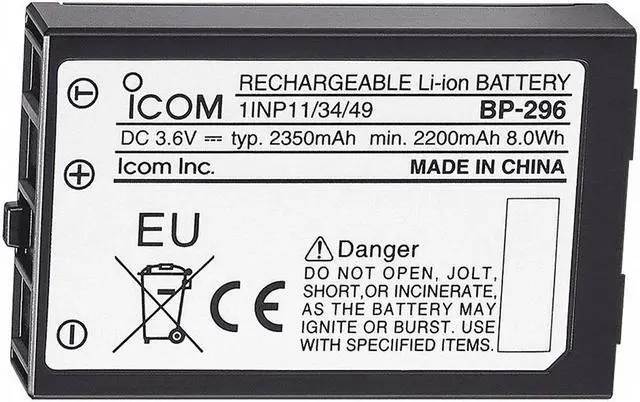 ICOM RECHARGEABLE Li-ion BATTERY
1INP11/34/49 BP-296
DC 3.6V ⎓ typ. 2350mAh min. 2200mAh 8.0Wh
Icom Inc. MADE IN CHINA
T
+
−
EU
CE
⚠ Danger
DO NOT OPEN, JOLT,
SHORT,OR INCINERATE,
AS THE BATTERY MAY
IGNITE OR BURST. USE
WITH SPECIIFIED ITEMS.